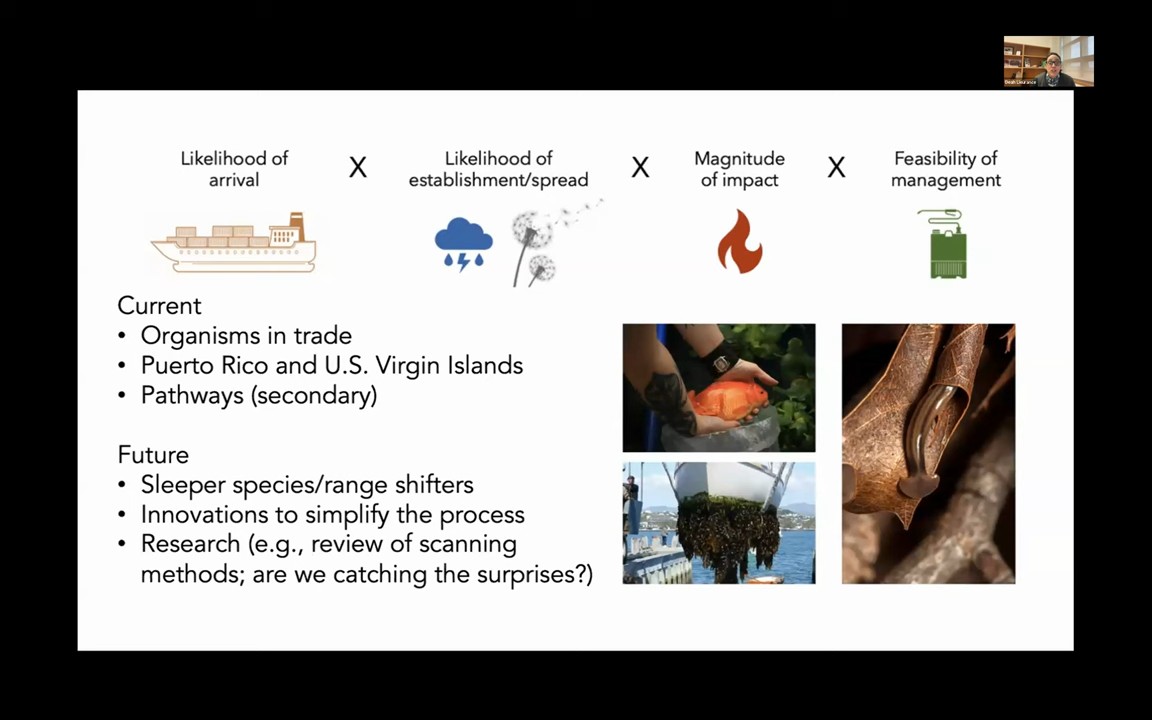 Likelihood of
arrival
X
Likelihood of
establishment/spread
X
Magnitude
of impact
X
Feasibility of
management
Current
• Organisms in trade
• Puerto Rico and U.S. Virgin Islands
• Pathways (secondary)
Future
• Sleeper species/range shifters
• Innovations to simplify the process
• Research (e.g., review of scanning
methods; are we catching the surprises?)